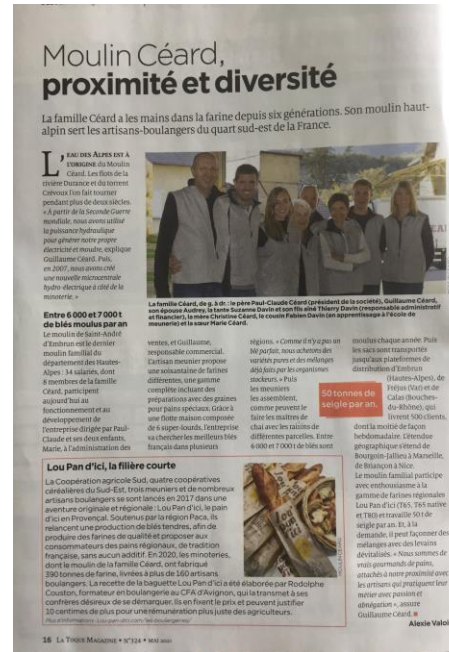 Moulin Céard,
proximité et diversité
La famille Céard a les mains dans la farine depuis six générations. Son moulin haut-
alpin sert les artisans-boulangers du quart sud-est de la France.
L'EAU DES ALPES EST À
L'ORIGINE du Moulin
Céard. Les flots de la
rivière Durance et du torrent
Crévoux l'on fait tourner
pendant plus de deux siècles.
« À partir de la Seconde Guerre
mondiale, nous avons utilisé
la puissance hydraulique
pour générer notre propre
électricité et moudre, explique
Guillaume Céard. Puis,
en 2007, nous avons créé
une nouvelle microcentrale
hydro-électrique à côté de la
minoterie. »
La famille Céard, de g. à dr. : le père Paul-Claude Céard (président de la société), Guillaume Céard,
son épouse Audrey, la tante Suzanne Davin et son fils aîné Thierry Davin (responsable administratif
et financier), la mère Christine Céard, le cousin Fabien Davin (en apprentissage à l'école de
meunerie) et la sœur Marie Céard.
Entre 6 000 et 7 000 t
de blés moulus par an
Le moulin de Saint-André
d'Embrun est le dernier
moulin familial du
département des Hautes-
Alpes : 34 salariés, dont
8 membres de la famille
Céard, participent
aujourd'hui au
fonctionnement et au
développement de
l'entreprise dirigée par Paul-
Claude et ses deux enfants,
Marie, à l'administration des
ventes, et Guillaume,
responsable commercial.
L'artisan meunier propose
une soixantaine de farines
différentes, une gamme
complète incluant des
préparations avec des graines
pour pains spéciaux. Grâce à
une flotte maison composée
de 6 super-lourds, l'entreprise
va chercher les meilleurs blés
français dans plusieurs
régions. « Comme il n'y a pas un
blé parfait, nous achetons des
variétés pures et des mélanges
déjà faits par les organismes
stockeurs. » Puis
les meuniers
les assemblent,
comme peuvent le
faire les maîtres de
chai avec les raisins de
différentes parcelles. Entre
6 000 et 7 000 t de blés sont
50 tonnes de
seigle par an.
moulus chaque année. Puis
les sacs sont transportés
jusqu'aux plateformes de
distribution d'Embrun
(Hautes-Alpes), de
Fréjus (Var) et de
Calas (Bouches-
du-Rhône), qui
livrent 500 clients,
dont la moitié de façon
hebdomadaire. L'étendue
géographique s'étend de
Bourgoin-Jallieu à Marseille,
de Briançon à Nice.
Le moulin familial participe
avec enthousiasme à la
gamme de farines régionales
Lou Pan d'ici (T65, T65 native
et T80) et travaille 50 t de
seigle par an. Et, à la
demande, il peut façonner des
mélanges avec des levains
dévitalisés. « Nous sommes de
vrais gourmands de pains,
attachés à notre proximité avec
les artisans qui pratiquent leur
métier avec passion et
abnégation », assure
Guillaume Céard.
Alexie Valois
Lou Pan d'ici, la filière courte
La Coopération agricole Sud, quatre coopératives
céréalières du Sud-Est, trois meuniers et de nombreux
artisans boulangers se sont lancés en 2017 dans une
aventure originale et régionale : Lou Pan d'ici, le pain
d'ici en Provençal. Soutenus par la région Paca, ils
relancent une production de blés tendres, afin de
produire des farines de qualité et proposer aux
consommateurs des pains régionaux, de tradition
française, sans aucun additif. En 2020, les minoteries,
dont le moulin de la famille Céard, ont fabriqué
390 tonnes de farine, livrées à plus de 160 artisans
boulangers. La recette de la baguette Lou Pan d'ici a été élaborée par Rodolphe
Couston, formateur en boulangerie au CFA d'Avignon, qui la transmet à ses
confrères désireux de se démarquer. Ils en fixent le prix et peuvent justifier
10 centimes de plus pour une rémunération plus juste des agriculteurs.
16 LA TOQUE MAGAZINE • N°324 • MAI 2021